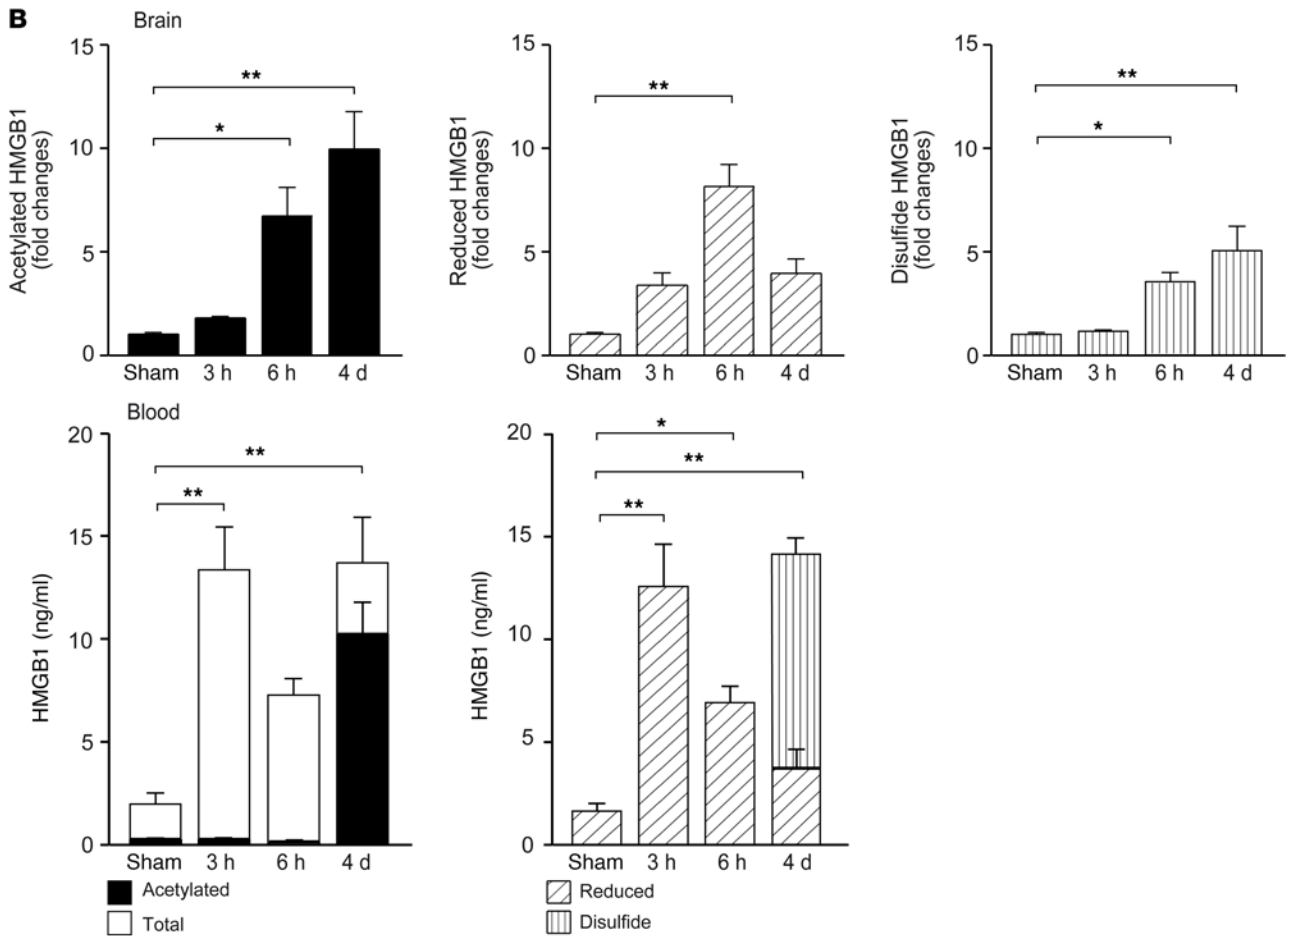 B
Brain
Acetylated HMGB1
(fold changes)
15
10
5
0
**
*
Sham 3 h 6 h 4 d
Reduced HMGB1
(fold changes)
15
10
5
0
**
Sham 3 h 6 h 4 d
Disulfide HMGB1
(fold changes)
15
10
5
0
**
*
Sham 3 h 6 h 4 d
Blood
HMGB1 (ng/ml)
20
15
10
5
0
**
**
Sham 3 h 6 h 4 d
Acetylated
Total
HMGB1 (ng/ml)
20
15
10
5
0
*
**
**
Sham 3 h 6 h 4 d
Reduced
Disulfide